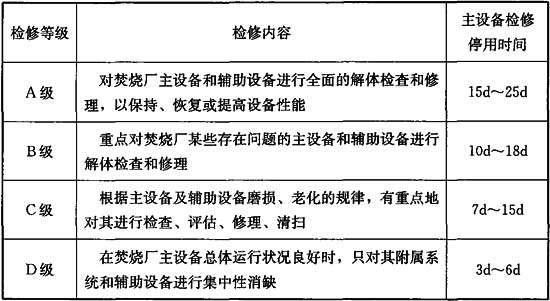 检修等级 检修内容 主设备检修
停用时间
A级 对焚烧厂主设备和辅助设备进行全面的解体检查和修
理，以保持、恢复或提高设备性能 15d～25d
B级 重点对焚烧厂某些存在问题的主设备和辅助设备进行
解体检查和修理 10d～18d
C级 根据主设备及辅助设备磨损、老化的规律，有重点地
对其进行检查、评估、修理、清扫 7d～15d
D级 在焚烧厂主设备总体运行状况良好时，只对其附属系
统和辅助设备进行集中性消缺 3d～6d